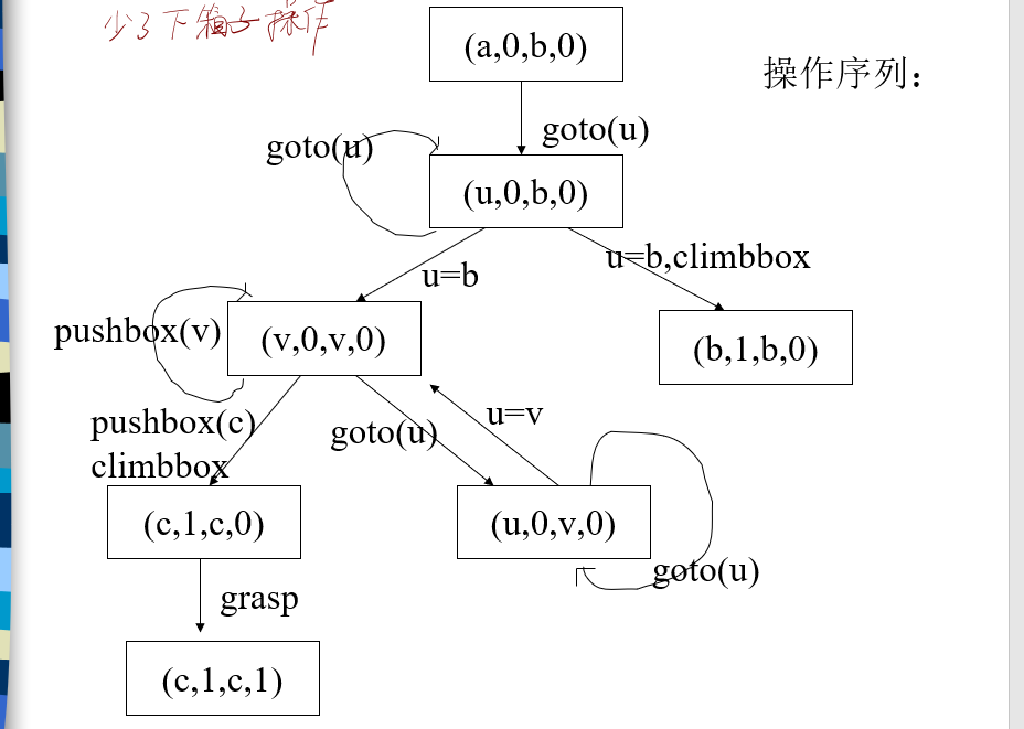 少了下箱子操作
(a,0,b,0)
操作序列：
goto(u)
goto(u)
(u,0,b,0)
u=b
u=b,climbbox
pushbox(v)
(v,0,v,0)
(b,1,b,0)
pushbox(c)
climbbox
goto(u)
u=v
(c,1,c,0)
(u,0,v,0)
goto(u)
grasp
(c,1,c,1)